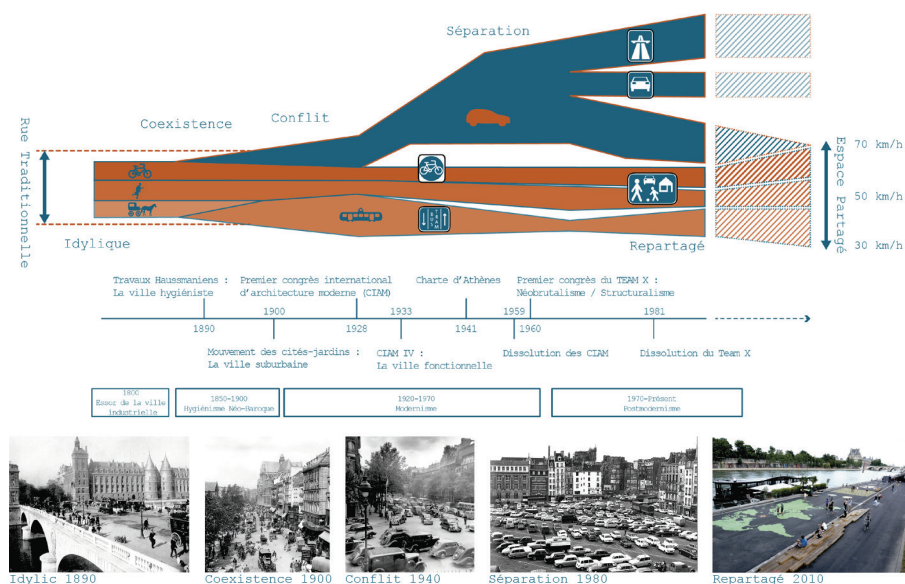 Séparation
Conflit
Coexistence
Rue Traditionnelle
Idylique
Repartagé
Espace Partagé
70 km/h
50 km/h
30 km/h
Travaux Haussmaniens :
La ville hygiéniste
Premier congrès international
d'architecture moderne (CIAM)
Charte d'Athènes
Premier congrès du TEAM X :
Néobrutalisme / Structuralisme
1900
1933
1959
1981
1890
1928
1941
1960
Mouvement des cités-jardins :
La ville suburbaine
CIAM IV :
La ville fonctionnelle
Dissolution des CIAM
Dissolution du Team X
1800
Essor de la ville
industrielle
1850-1900
Hygiénisme Néo-Baroque
1920-1970
Modernisme
1970-Présent
Postmodernisme
Idylic 1890
Coexistence 1900
Conflit 1940
Séparation 1980
Repartagé 2010